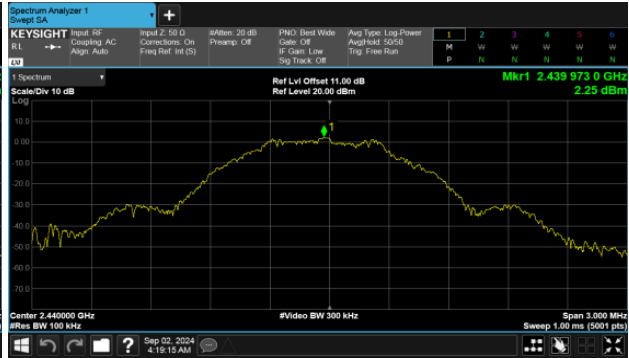 Spectrum Analyzer 1
Swept SA
KEYSIGHT
RL
LXI
Input: RF
Coupling: AC
Align: Auto
Input Z: 50 Ω
Corrections: On
Freq Ref: Int (S)
#Atten: 20 dB
Preamp: Off
PNO: Best Wide
Gate: Off
IF Gain: Low
Sig Track: Off
Avg Type: Log-Power
Avg|Hold: 50/50
Trig: Free Run
1 2 3 4 5 6
M W W W W W
P N N N N N
1 Spectrum
Scale/Div 10 dB
Log
Ref Lvl Offset 11.00 dB
Ref Level 20.00 dBm
Mkr1 2.439 973 0 GHz
2.25 dBm
1
10.0
0.00
-10.0
-20.0
-30.0
-40.0
-50.0
-60.0
-70.0
Center 2.440000 GHz
#Res BW 100 kHz
#Video BW 300 kHz
Span 3.000 MHz
Sweep 1.00 ms (5001 pts)
?
Sep 02, 2024
4:19:15 AM